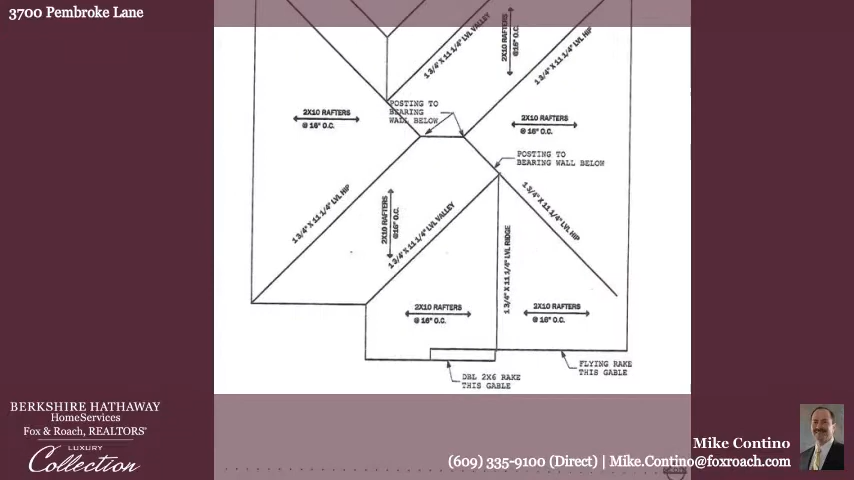 3700 Pembroke Lane
1 3/4" X 11 1/4" LVL VALLEY
2X10 RAFTERS
@16" O.C.
1 3/4" X 11 1/4" LVL HIP
POSTING TO
BEARING
WALL BELOW
2X10 RAFTERS
@ 16" O.C.
2X10 RAFTERS
@ 16" O.C.
POSTING TO
BEARING WALL BELOW
1 3/4" X 11 1/4" LVL HIP
2X10 RAFTERS
@16" O.C.
1 3/4" X 11 1/4" LVL VALLEY
1 3/4" X 11 1/4" LVL HIP
1 3/4" X 11 1/4" LVL RIDGE
2X10 RAFTERS
@ 16" O.C.
2X10 RAFTERS
@ 16" O.C.
FLYING RAKE
THIS GABLE
DBL 2X6 RAKE
THIS GABLE
BERKSHIRE HATHAWAY
HomeServices
Fox & Roach, REALTORS®
LUXURY
Collection
Mike Contino
(609) 335-9100 (Direct) | Mike.Contino@foxroach.com